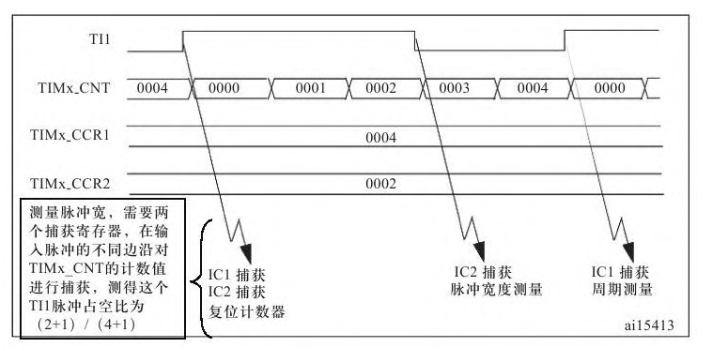 TI1
TIMx_CNT 0004 0000 0001 0002 0003 0004 0000
TIMx_CCR1 0004
TIMx_CCR2 0002
测量脉冲宽，需要两
个捕获寄存器，在输
入脉冲的不同边沿对
TIMx_CNT的计数值
进行捕获，测得这个
TI1脉冲占空比为
（2+1）/（4+1）
IC1 捕获
IC2 捕获
复位计数器
IC2 捕获
脉冲宽度测量
IC1 捕获
周期测量
ai15413